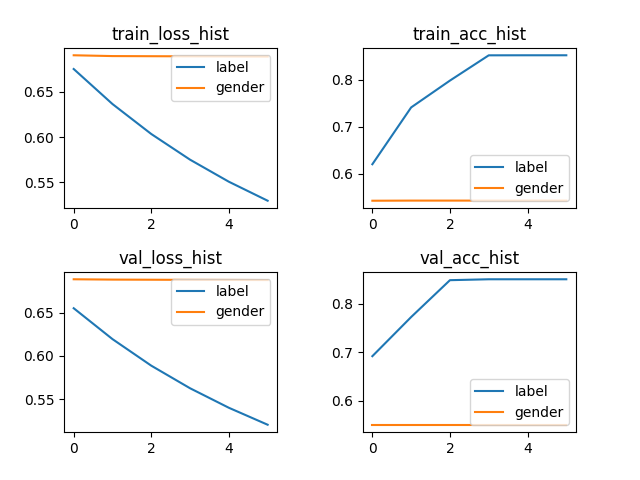 train_loss_hist
0.65
0.60
0.55
0 2 4
label
gender
train_acc_hist
0.8
0.7
0.6
0 2 4
label
gender
val_loss_hist
0.65
0.60
0.55
0 2 4
label
gender
val_acc_hist
0.8
0.7
0.6
0 2 4
label
gender